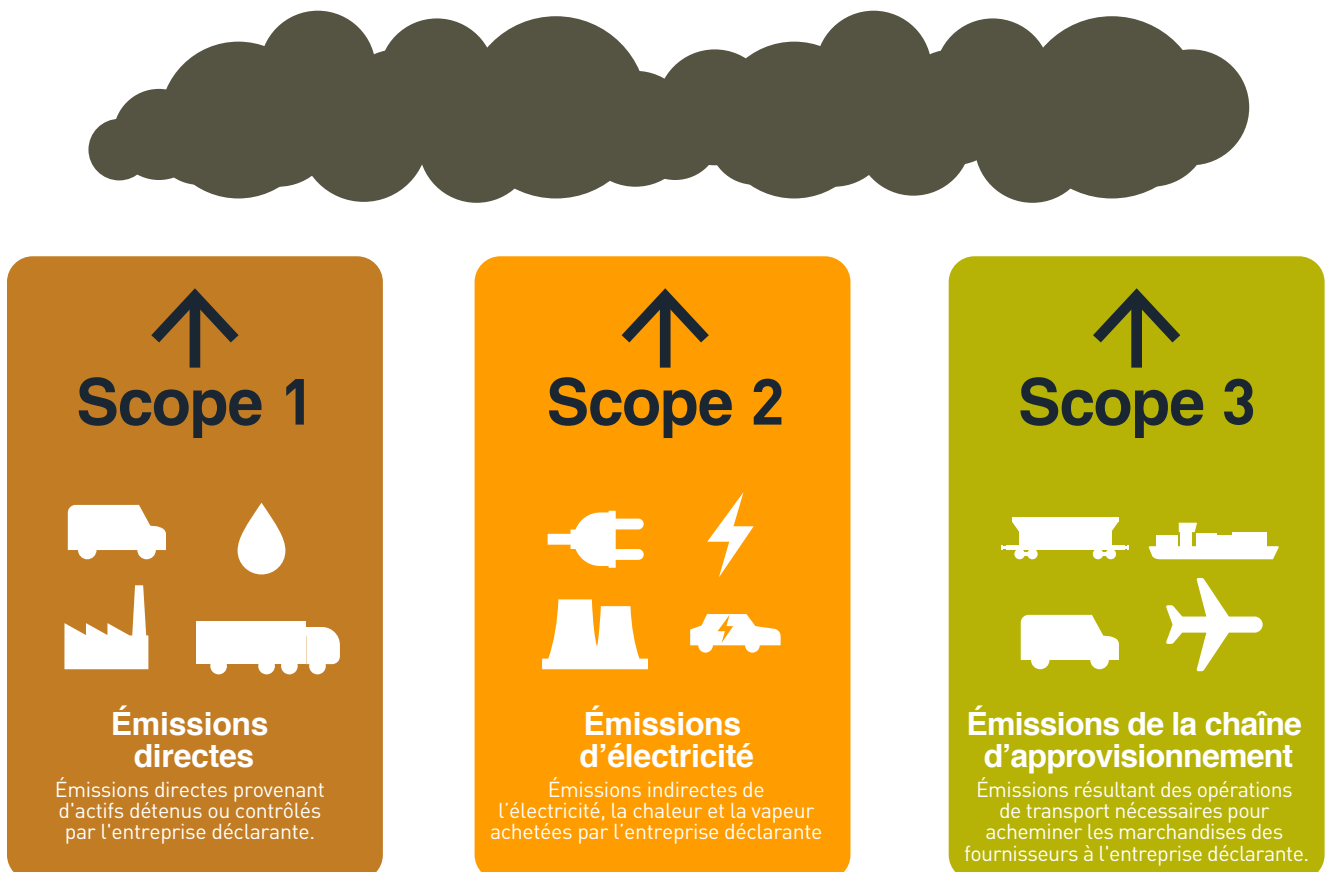 Scope 1
Émissions
directes
Émissions directes provenant
d'actifs détenus ou contrôlés
par l'entreprise déclarante.
Scope 2
Émissions
d’électricité
Émissions indirectes de
l’électricité, la chaleur et la vapeur
achetées par l’entreprise déclarante
Scope 3
Émissions de la chaîne
d’approvisionnement
Émissions résultant des opérations
de transport nécessaires pour
acheminer les marchandises des
fournisseurs à l'entreprise déclarante.